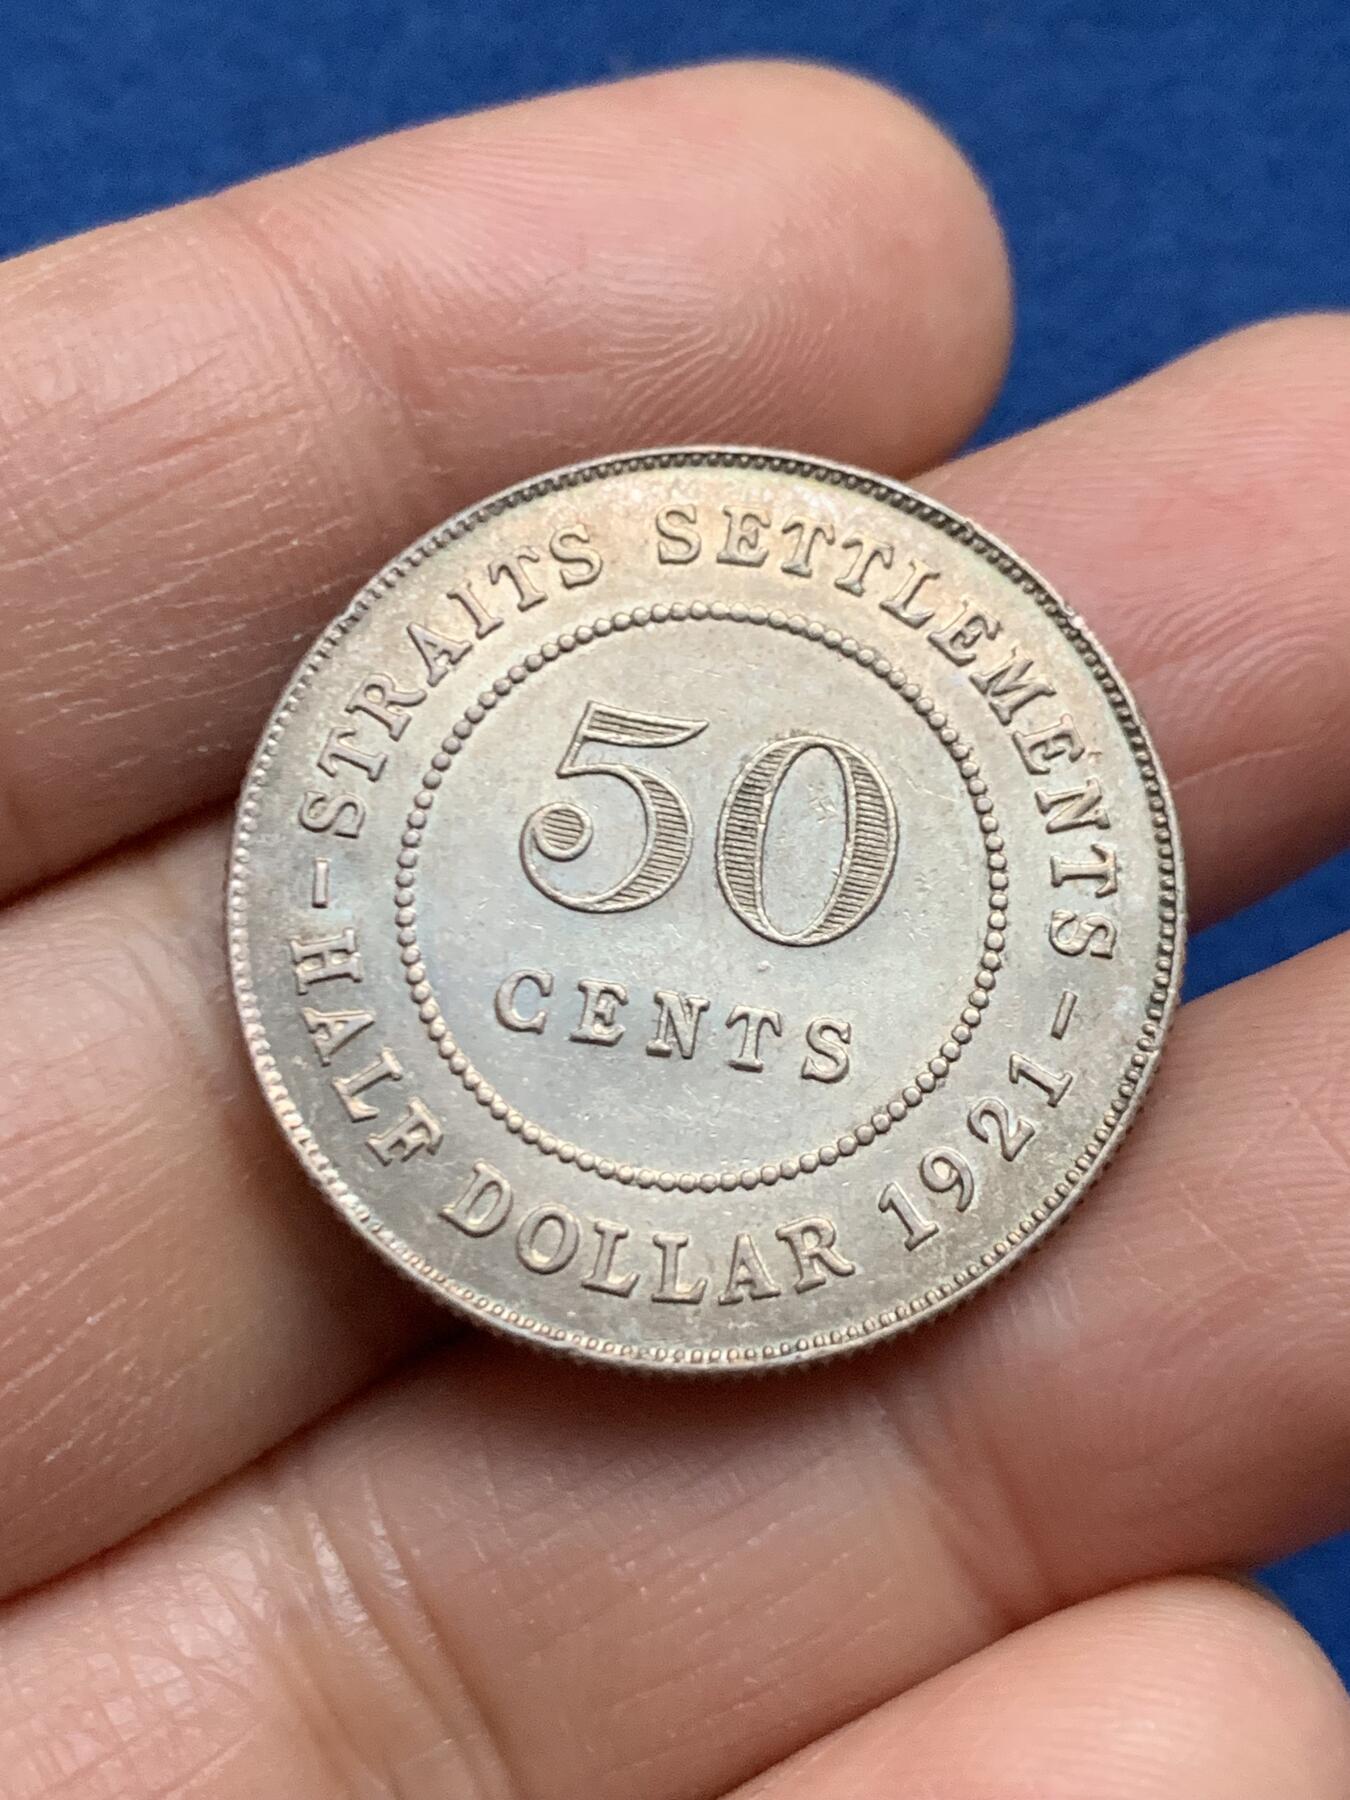 STRAITS SETTLEMENTS
50
CENTS
- HALF DOLLAR 1921 -